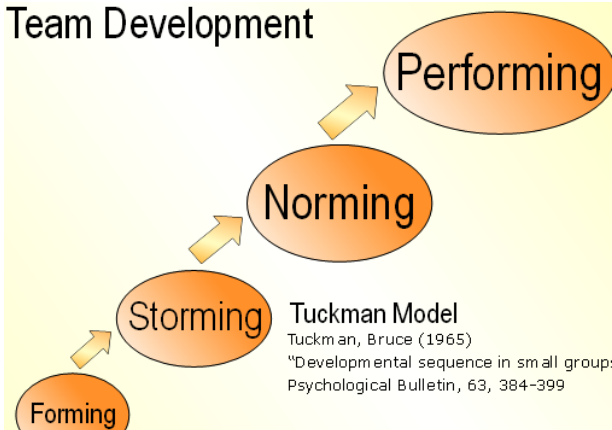 Team Development
Performing
Norming
Storming
Forming
Tuckman Model
Tuckman, Bruce (1965)
"Developmental sequence in small groups
Psychological Bulletin, 63, 384-399